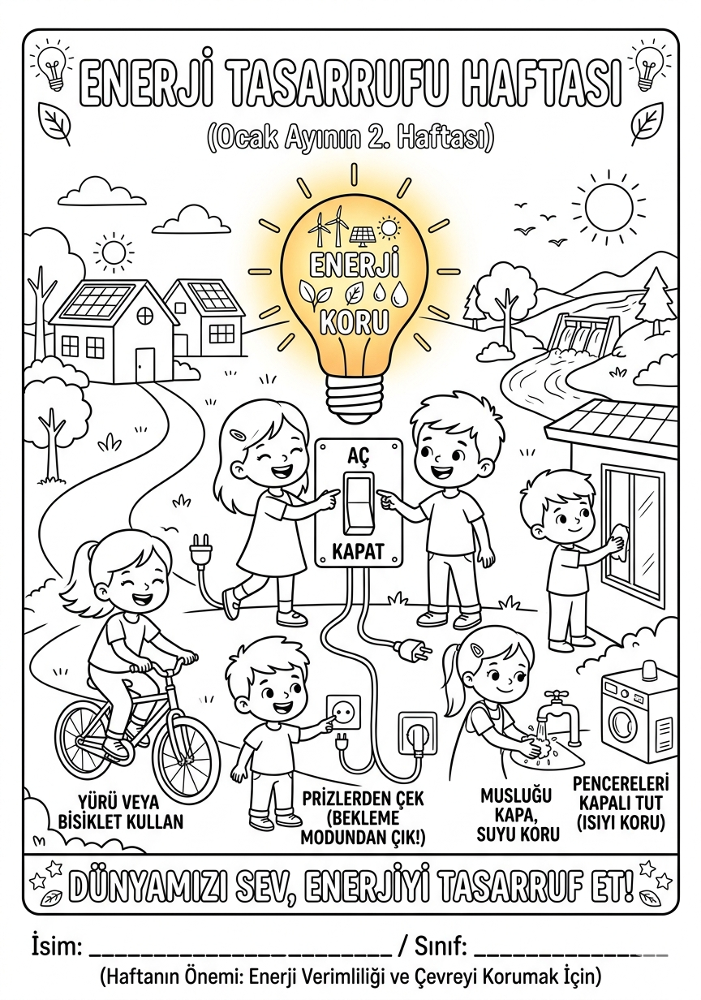 ENERJİ TASARRUFU HAFTASI
(Ocak Ayının 2. Haftası)
ENERJİ
KORU
AÇ
KAPAT
YÜRÜ VEYA
BİSİKLET KULLAN
PRİZLERDEN ÇEK
(BEKLEME
MODUNDAN ÇIK!)
MUSLUĞU
KAPA,
SUYU KORU
PENCERELERİ
KAPALI TUT
(ISIYI KORU)
DÜNYAMIZI SEV, ENERJİYİ TASARRUF ET!
İsim: ________________________ / Sınıf: ________________
(Haftanın Önemi: Enerji Verimliliği ve Çevreyi Korumak İçin)